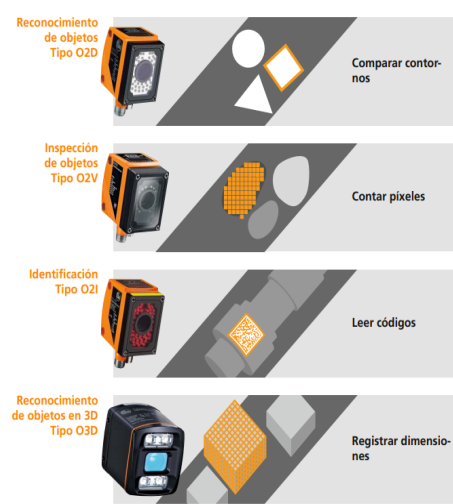 Reconocimiento
de objetos
Tipo O2D
Comparar contor-
nos
Inspección
de objetos
Tipo O2V
Contar píxeles
Identificación
Tipo O2I
Leer códigos
Reconocimiento
de objetos en 3D
Tipo O3D
Registrar dimensio-
nes